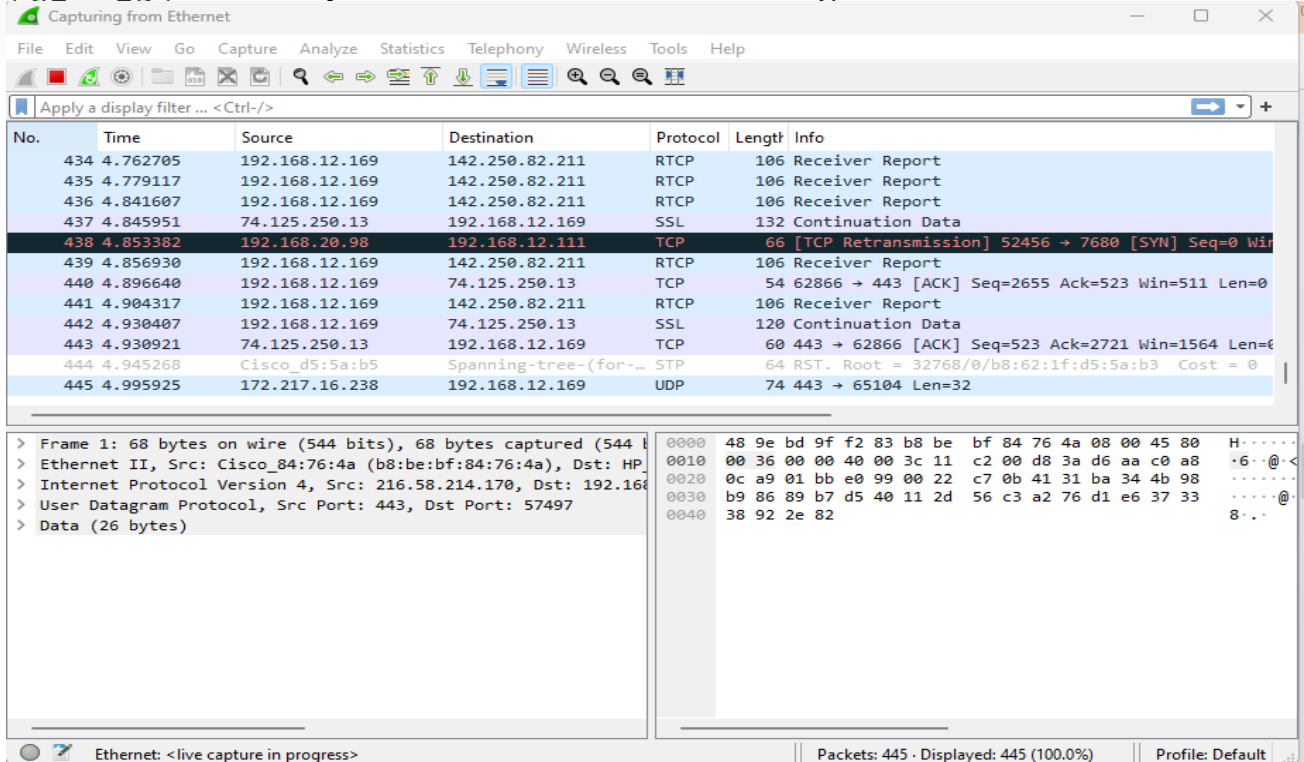 Capturing from Ethernet
File Edit View Go Capture Analyze Statistics Telephony Wireless Tools Help
Apply a display filter ... <Ctrl-/>
No. Time Source Destination Protocol Length Info
434 4.762705 192.168.12.169 142.250.82.211 RTCP 106 Receiver Report
435 4.779117 192.168.12.169 142.250.82.211 RTCP 106 Receiver Report
436 4.841607 192.168.12.169 142.250.82.211 RTCP 106 Receiver Report
437 4.845951 74.125.250.13 192.168.12.169 SSL 132 Continuation Data
438 4.853382 192.168.20.98 192.168.12.111 TCP 66 [TCP Retransmission] 52456 → 7680 [SYN] Seq=0 Win
439 4.856930 192.168.12.169 142.250.82.211 RTCP 106 Receiver Report
440 4.896640 192.168.12.169 74.125.250.13 TCP 54 62866 → 443 [ACK] Seq=2655 Ack=523 Win=511 Len=0
441 4.904317 192.168.12.169 142.250.82.211 RTCP 106 Receiver Report
442 4.930407 192.168.12.169 74.125.250.13 SSL 120 Continuation Data
443 4.930921 74.125.250.13 192.168.12.169 TCP 60 443 → 62866 [ACK] Seq=523 Ack=2721 Win=1564 Len=
444 4.945268 Cisco_d5:5a:b5 Spanning-tree-(for-… STP 64 RST. Root = 32768/0/b8:62:1f:d5:5a:b3 Cost = 0
445 4.995925 172.217.16.238 192.168.12.169 UDP 74 443 → 65104 Len=32
> Frame 1: 68 bytes on wire (544 bits), 68 bytes captured (544
> Ethernet II, Src: Cisco_84:76:4a (b8:be:bf:84:76:4a), Dst: HP_
> Internet Protocol Version 4, Src: 216.58.214.170, Dst: 192.168
> User Datagram Protocol, Src Port: 443, Dst Port: 57497
> Data (26 bytes)
0000 48 9e bd 9f f2 83 b8 be bf 84 76 4a 08 00 45 80 H······
0010 00 36 00 00 40 00 3c 11 c2 00 d8 3a d6 aa c0 a8 ·6··@·<
0020 0c a9 01 bb e0 99 00 22 c7 0b 41 31 ba 34 4b 98 ·······
0030 b9 86 89 b7 d5 40 11 2d 56 c3 a2 76 d1 e6 37 33 ·····@·
0040 38 92 2e 82 8·.·
Ethernet: <live capture in progress>
Packets: 445 · Displayed: 445 (100.0%)
Profile: Default